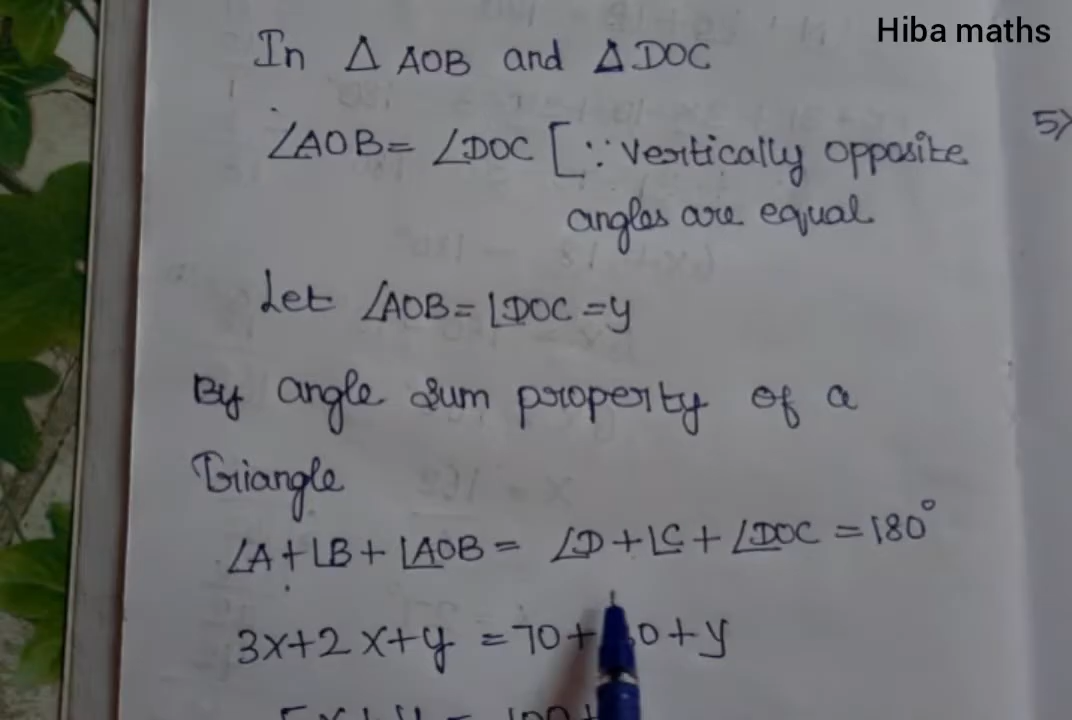 Hiba maths
In △ AOB and △ DOC
5)
∠AOB = ∠DOC [∵ vertically opposite
angles are equal
Let ∠AOB = ∠DOC = y
By angle sum property of a
Triangle
∠A + ∠B + ∠AOB = ∠D + ∠C + ∠DOC = 180°
3x + 2x + y = 70 + 0 + y